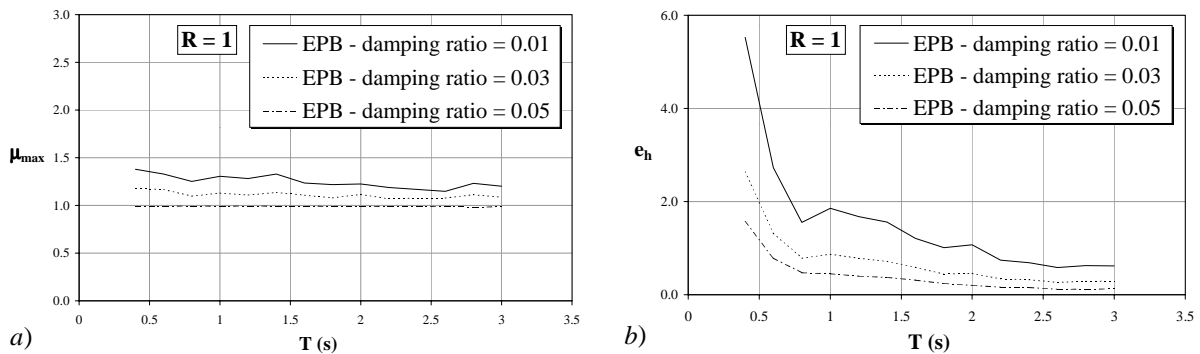 3.0
2.5
2.0
1.5
1.0
0.5
0.0
μmax
R = 1
EPB - damping ratio = 0.01
EPB - damping ratio = 0.03
EPB - damping ratio = 0.05
0 0.5 1 1.5 2 2.5 3 3.5
T (s)
a)
6.0
4.0
2.0
0.0
eh
R = 1
EPB - damping ratio = 0.01
EPB - damping ratio = 0.03
EPB - damping ratio = 0.05
0 0.5 1 1.5 2 2.5 3 3.5
T (s)
b)